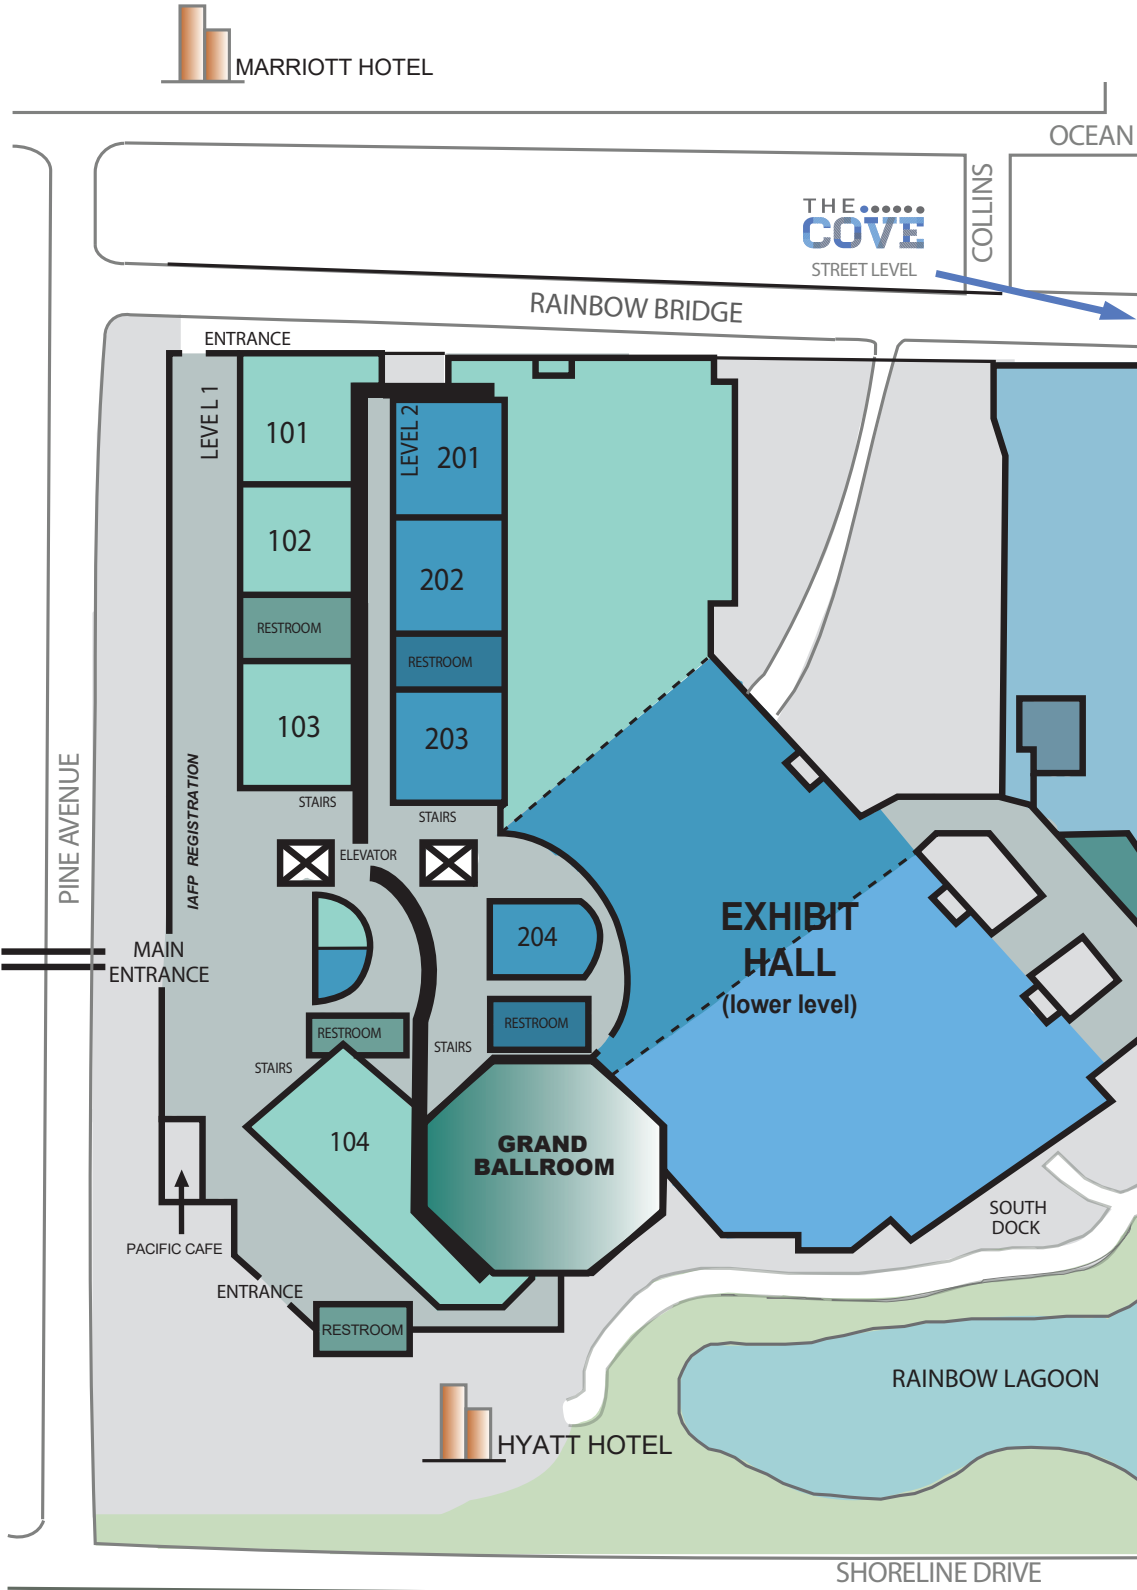 MARRIOTT HOTEL
OCEAN
COLLINS
THE
COVE
STREET LEVEL
RAINBOW BRIDGE
ENTRANCE
LEVEL 1
101
LEVEL 2
201
102
202
RESTROOM
RESTROOM
103
203
PINE AVENUE
IAFP REGISTRATION
STAIRS
STAIRS
ELEVATOR
EXHIBIT
HALL
(lower level)
204
MAIN
ENTRANCE
RESTROOM
RESTROOM
STAIRS
STAIRS
104
GRAND
BALLROOM
SOUTH
DOCK
PACIFIC CAFE
ENTRANCE
RESTROOM
RAINBOW LAGOON
HYATT HOTEL
SHORELINE DRIVE